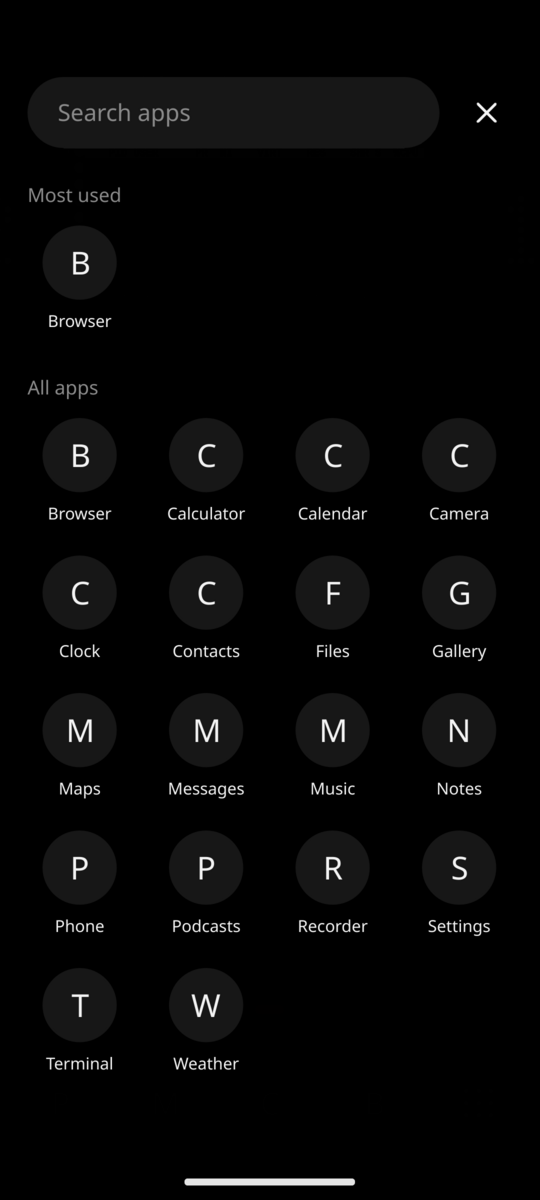 Search apps
Most used
B
Browser
All apps
B C C C
Browser Calculator Calendar Camera
C C F G
Clock Contacts Files Gallery
M M M N
Maps Messages Music Notes
P P R S
Phone Podcasts Recorder Settings
T W
Terminal Weather